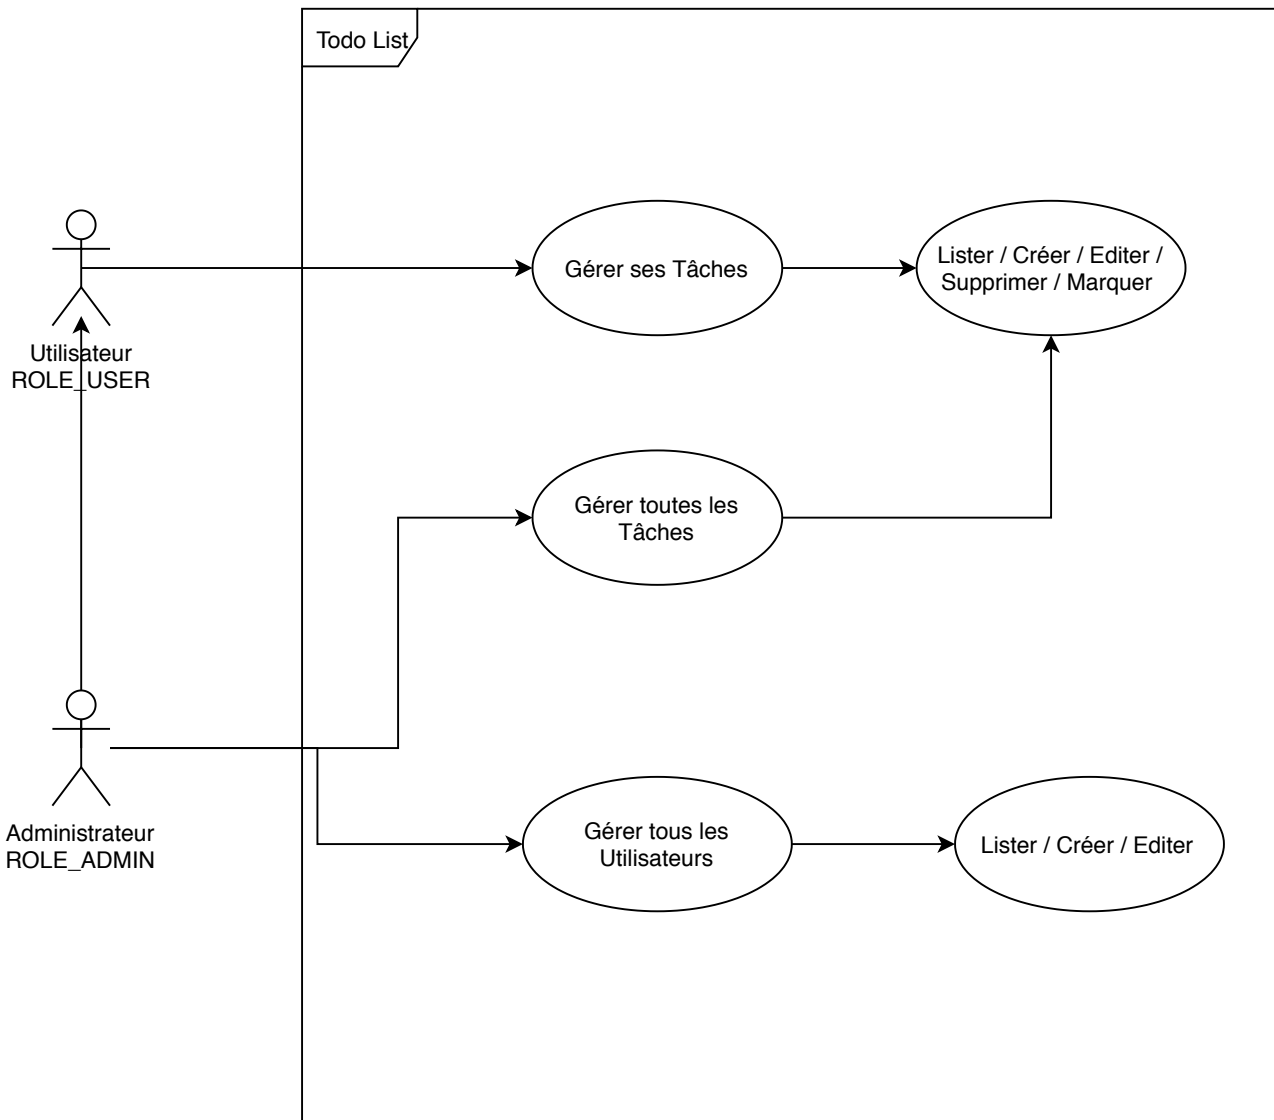 Todo List
Utilisateur
ROLE_USER
Gérer ses Tâches
Lister / Créer / Editer /
Supprimer / Marquer
Gérer toutes les
Tâches
Administrateur
ROLE_ADMIN
Gérer tous les
Utilisateurs
Lister / Créer / Editer